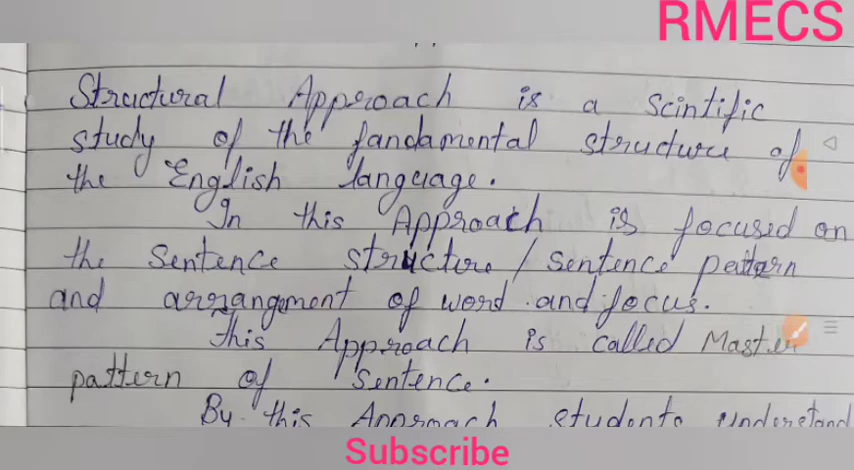 RMECS
Structural Approach is a Scintific
study of the fandamental structure of
the English language.
In this Approach is focused on
the Sentence structure / Sentence pattern
and arrangement of word and focus.
this Approach is called Master
pattern of Sentence.
By this Approach students understand
Subscribe